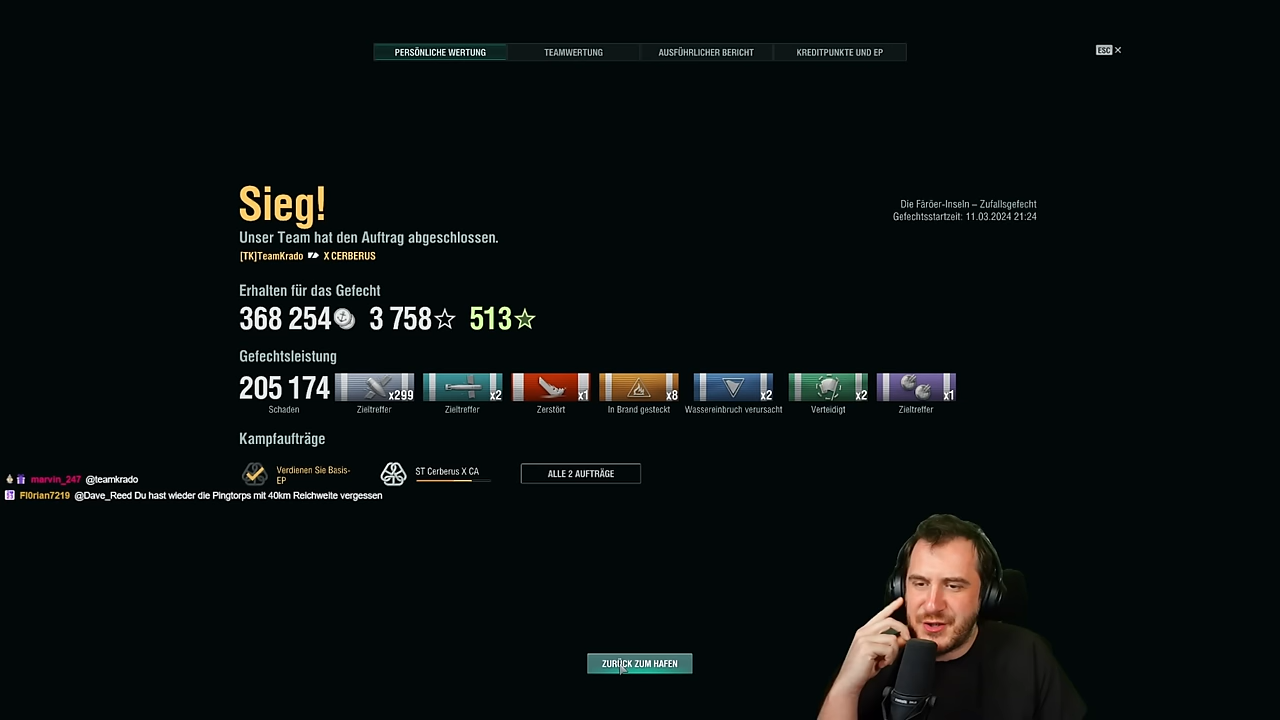 PERSÖNLICHE WERTUNG
TEAMWERTUNG
AUSFÜHRLICHER BERICHT
KREDITPUNKTE UND EP
ESC
Sieg!
Unser Team hat den Auftrag abgeschlossen.
[TK]TeamKrado X CERBERUS
Die Färöer-Inseln – Zufallsgefecht
Gefechtsstartzeit: 11.03.2024 21:24
Erhalten für das Gefecht
368 254 3 758 513
Gefechtsleistung
205 174 x299 x2 x1 x8 x2 x2 x1
Schaden Zieltreffer Zieltreffer Zerstört In Brand gesteckt Wassereinbruch verursacht Verteidigt Zieltreffer
Kampfaufträge
Verdienen Sie Basis-
EP
ST Cerberus X CA
ALLE 2 AUFTRÄGE
marvin_247 @teamkrado
Fl0rian7219 @Dave_Reed Du hast wieder die Pingtorps mit 40km Reichweite vergessen
ZURÜCK ZUM HAFEN